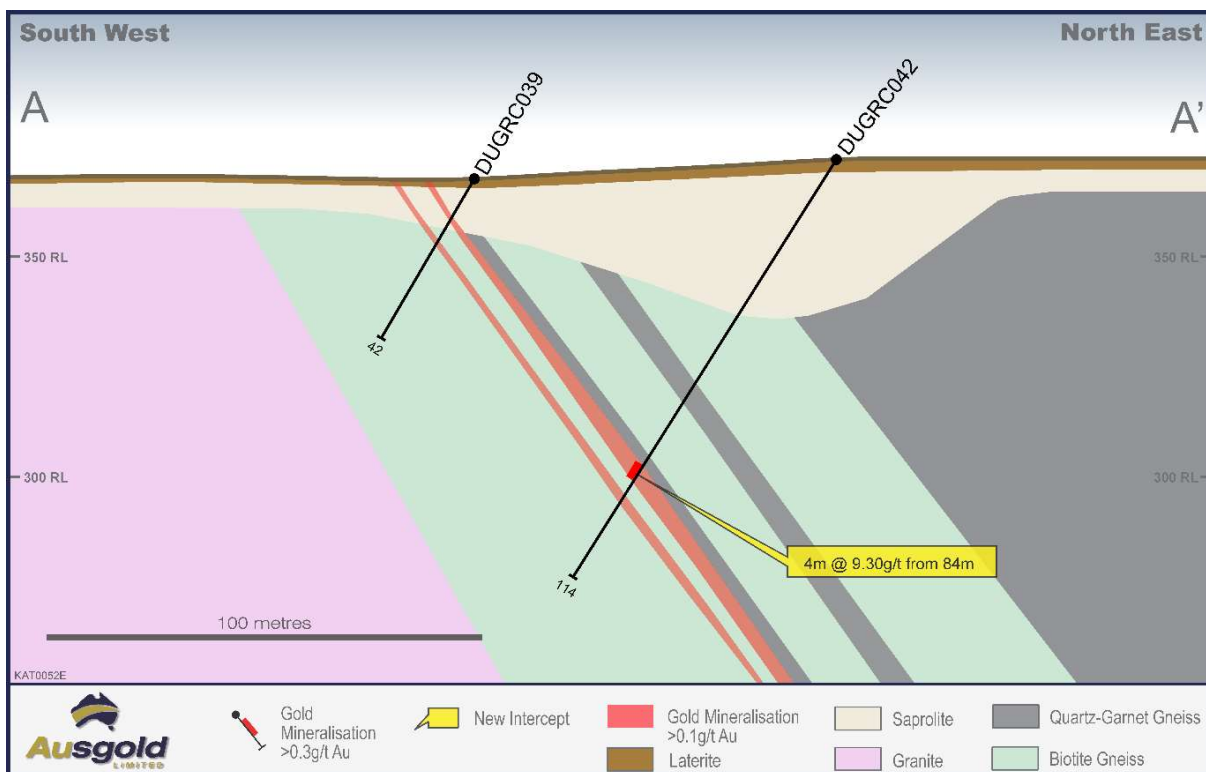 South West
North East
A
A'
DUGRC039
DUGRC042
350 RL
350 RL
42
300 RL
300 RL
4m @ 9.30g/t from 84m
114
100 metres
KAT0052E
Ausgold
LIMITED
Gold
Mineralisation
>0.3g/t Au
New Intercept
Gold Mineralisation
>0.1g/t Au
Laterite
Saprolite
Granite
Quartz-Garnet Gneiss
Biotite Gneiss